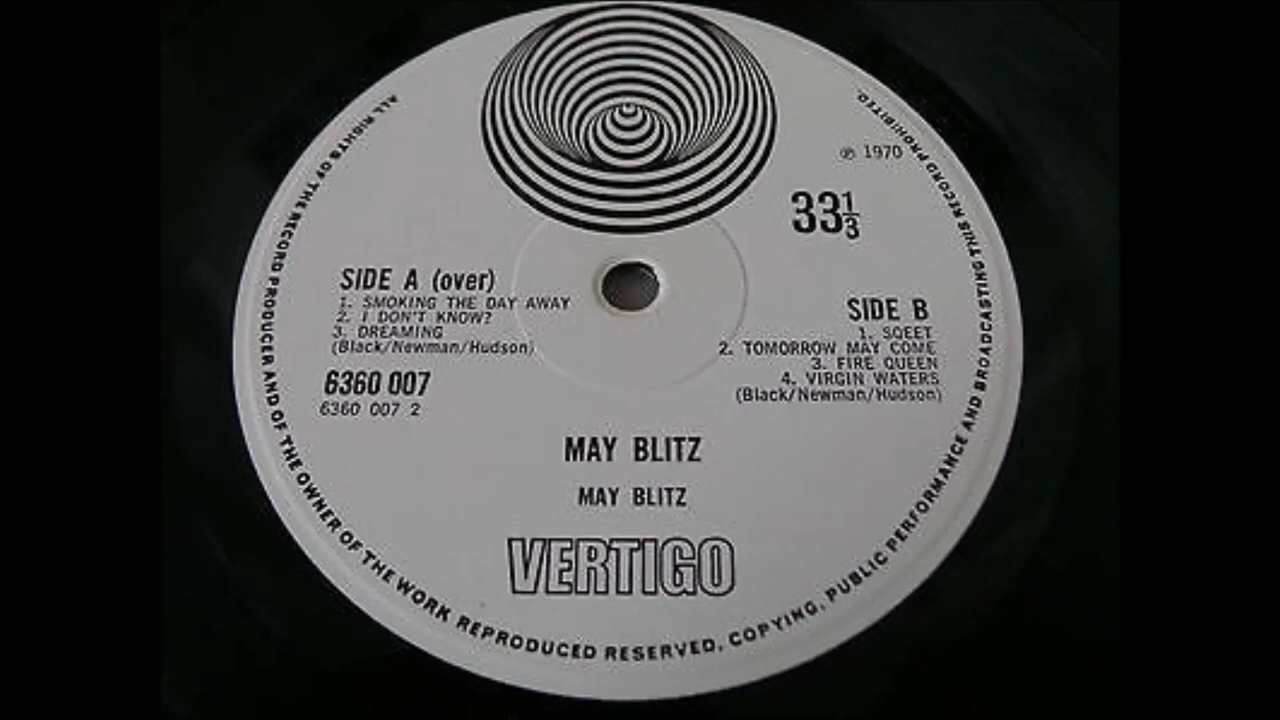 ALL RIGHTS OF THE RECORD PRODUCER AND OF THE OWNER OF THE WORK REPRODUCED RESERVED. COPYING, PUBLIC PERFORMANCE AND BROADCASTING THIS RECORD PROHIBITED.
℗ 1970
33⅓
SIDE A (over)
1. SMOKING THE DAY AWAY
2. I DON'T KNOW?
3. DREAMING
(Black/Newman/Hudson)
6360 007
6360 007 2
SIDE B
1. SQEET
2. TOMORROW MAY COME
3. FIRE QUEEN
4. VIRGIN WATERS
(Black/Newman/Hudson)
MAY BLITZ
MAY BLITZ
VERTIGO